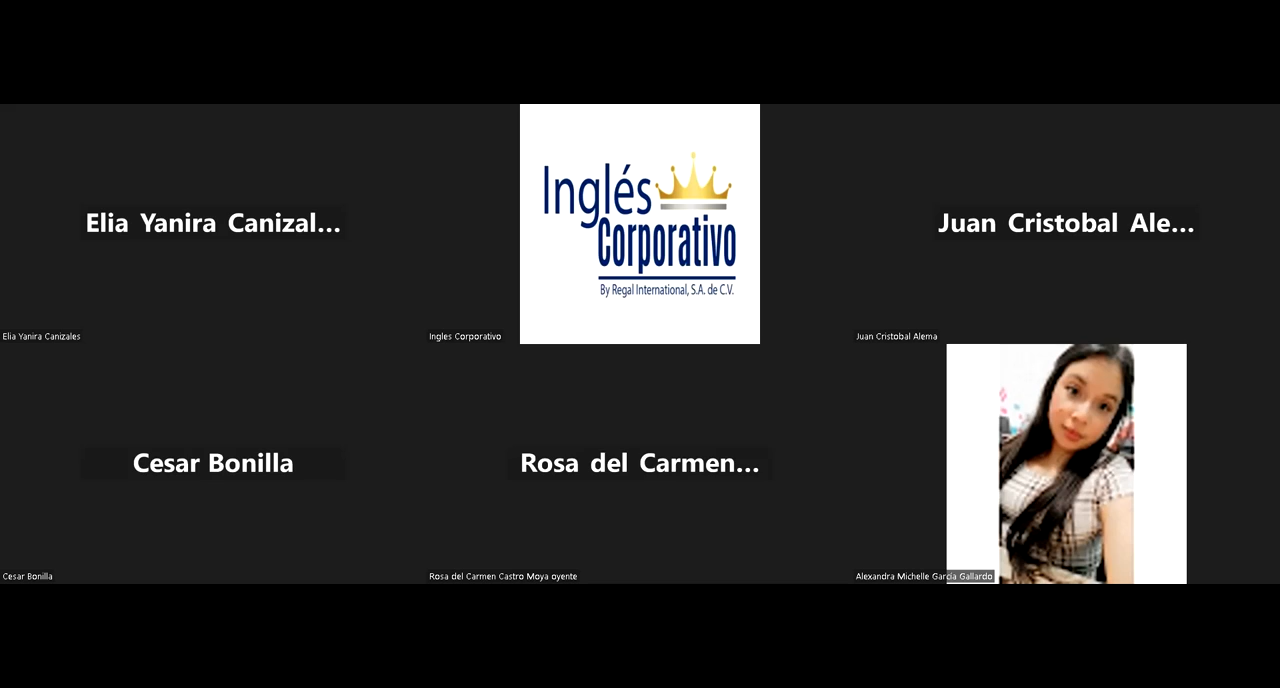 Elia Yanira Canizal...
Elia Yanira Canizales
Inglés
Corporativo
By Regal International, S.A. de C.V.
Ingles Corporativo
Juan Cristobal Ale...
Juan Cristobal Alema
Cesar Bonilla
Cesar Bonilla
Rosa del Carmen...
Rosa del Carmen Castro Moya oyente
Alexandra Michelle García Gallardo